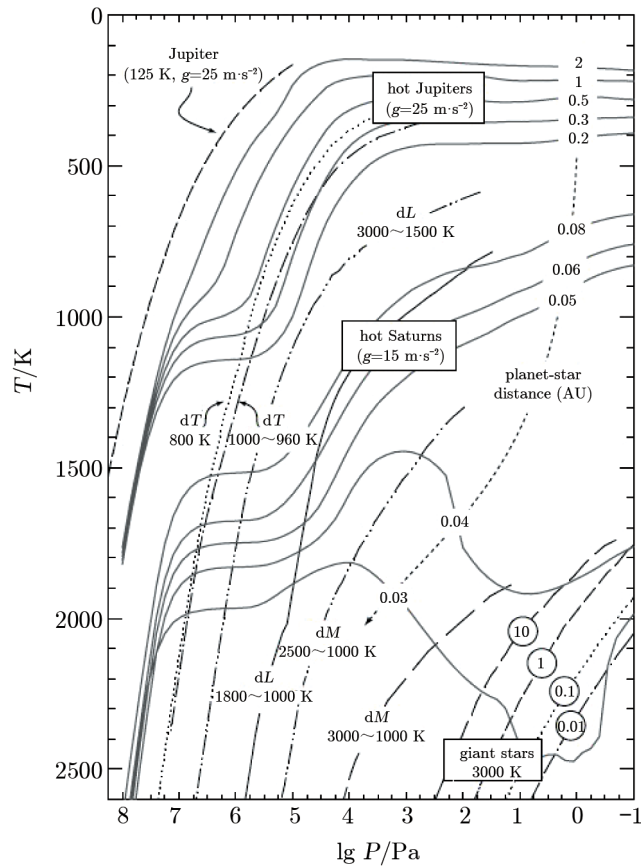 0
500
1000
1500
2000
2500
T/K
Jupiter
(125 K, g=25 m·s⁻²)
hot Jupiters
(g=25 m·s⁻²)
2
1
0.5
0.3
0.2
dL
3000~1500 K
0.08
0.06
0.05
hot Saturns
(g=15 m·s⁻²)
planet-star
distance (AU)
dT
800 K
dT
1000~960 K
0.04
0.03
dM
2500~1000 K
dL
1800~1000 K
dM
3000~1000 K
10
1
0.1
0.01
giant stars
3000 K
8 7 6 5 4 3 2 1 0 −1
lg P/Pa